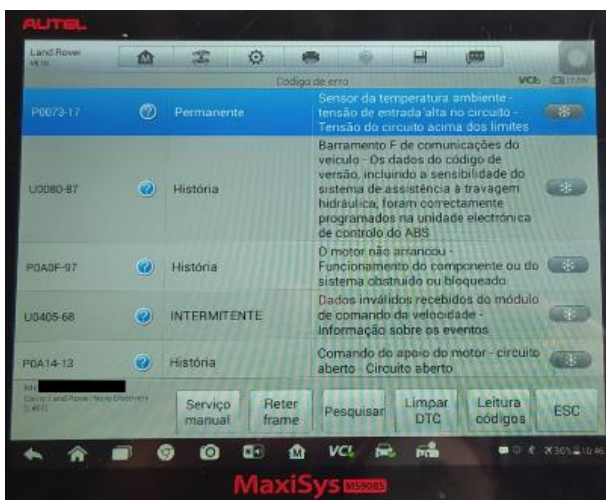 AUTEL
Land Rover
Código de erro
VCI
P0073-17
Permanente
Sensor da temperatura ambiente -
tensão de entrada alta no circuito -
Tensão do circuito acima dos limites
U0080-87
História
Barramento F de comunicações do
veículo - Os dados do código de
versão, incluindo a sensibilidade do
sistema de assistência à travagem
hidráulica, foram correctamente
programados na unidade electrónica
de controlo do ABS
P0A0F-97
História
O motor não arrancou -
Funcionamento do componente ou do
sistema obstruído ou bloqueado
U0405-68
INTERMITENTE
Dados inválidos recebidos do módulo
de comando da velocidade -
Informação sobre os eventos
P0A14-13
História
Comando do apoio do motor - circuito
aberto - Circuito aberto
Serviço
manual
Reter
frame
Pesquisar
Limpar
DTC
Leitura
códigos
ESC
VCI
36%
10:46
MaxiSys MS908S